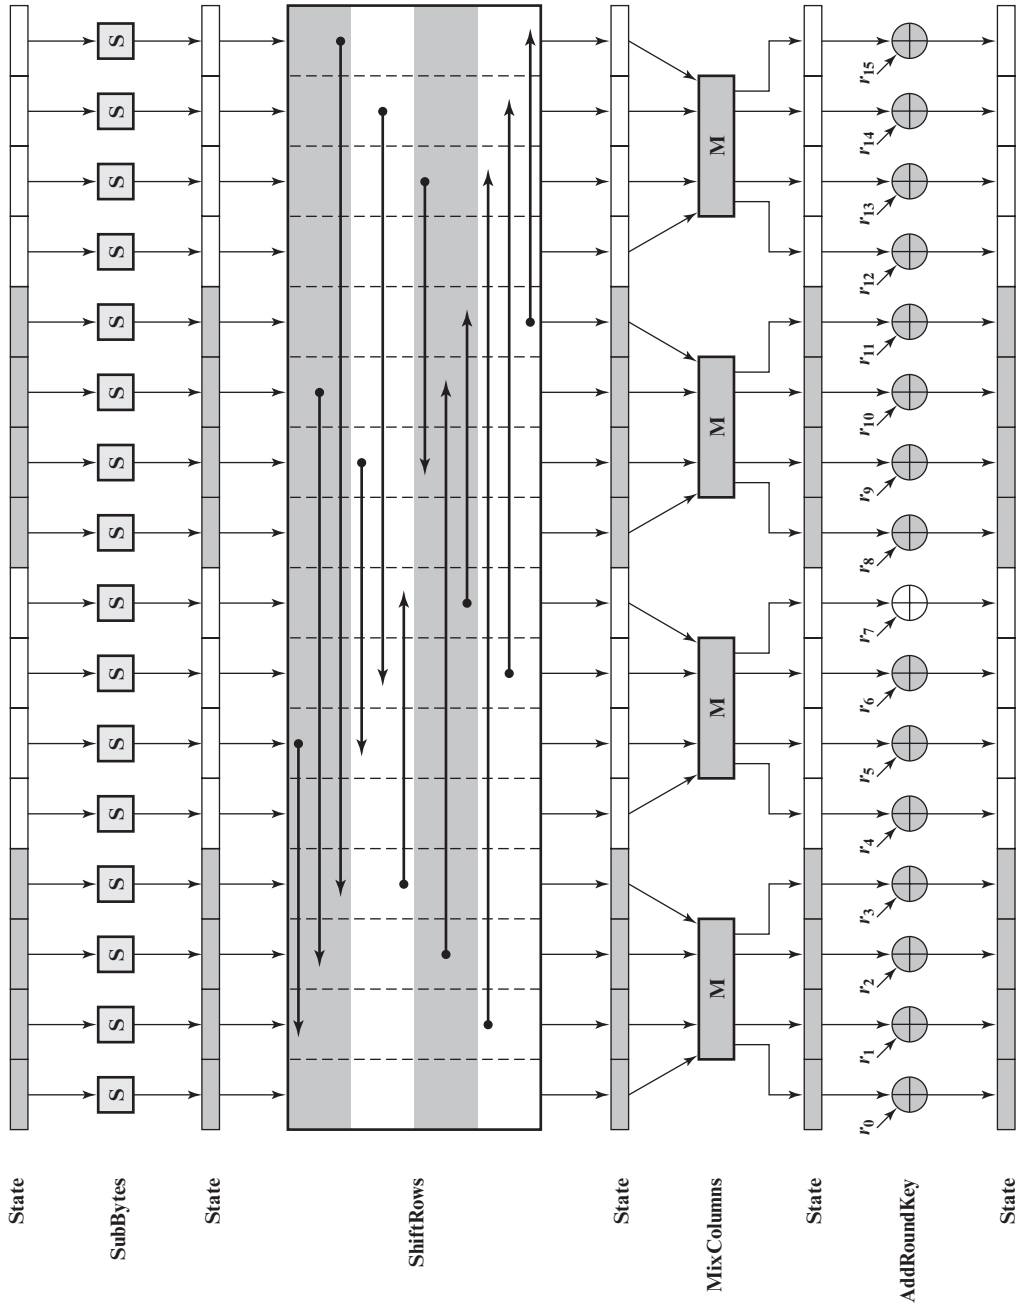 State
SubBytes
S S S S S S S S S S S S S S S S
State
ShiftRows
State
MixColumns
M M M M
State
r0 r1 r2 r3 r4 r5 r6 r7 r8 r9 r10 r11 r12 r13 r14 r15
AddRoundKey
State